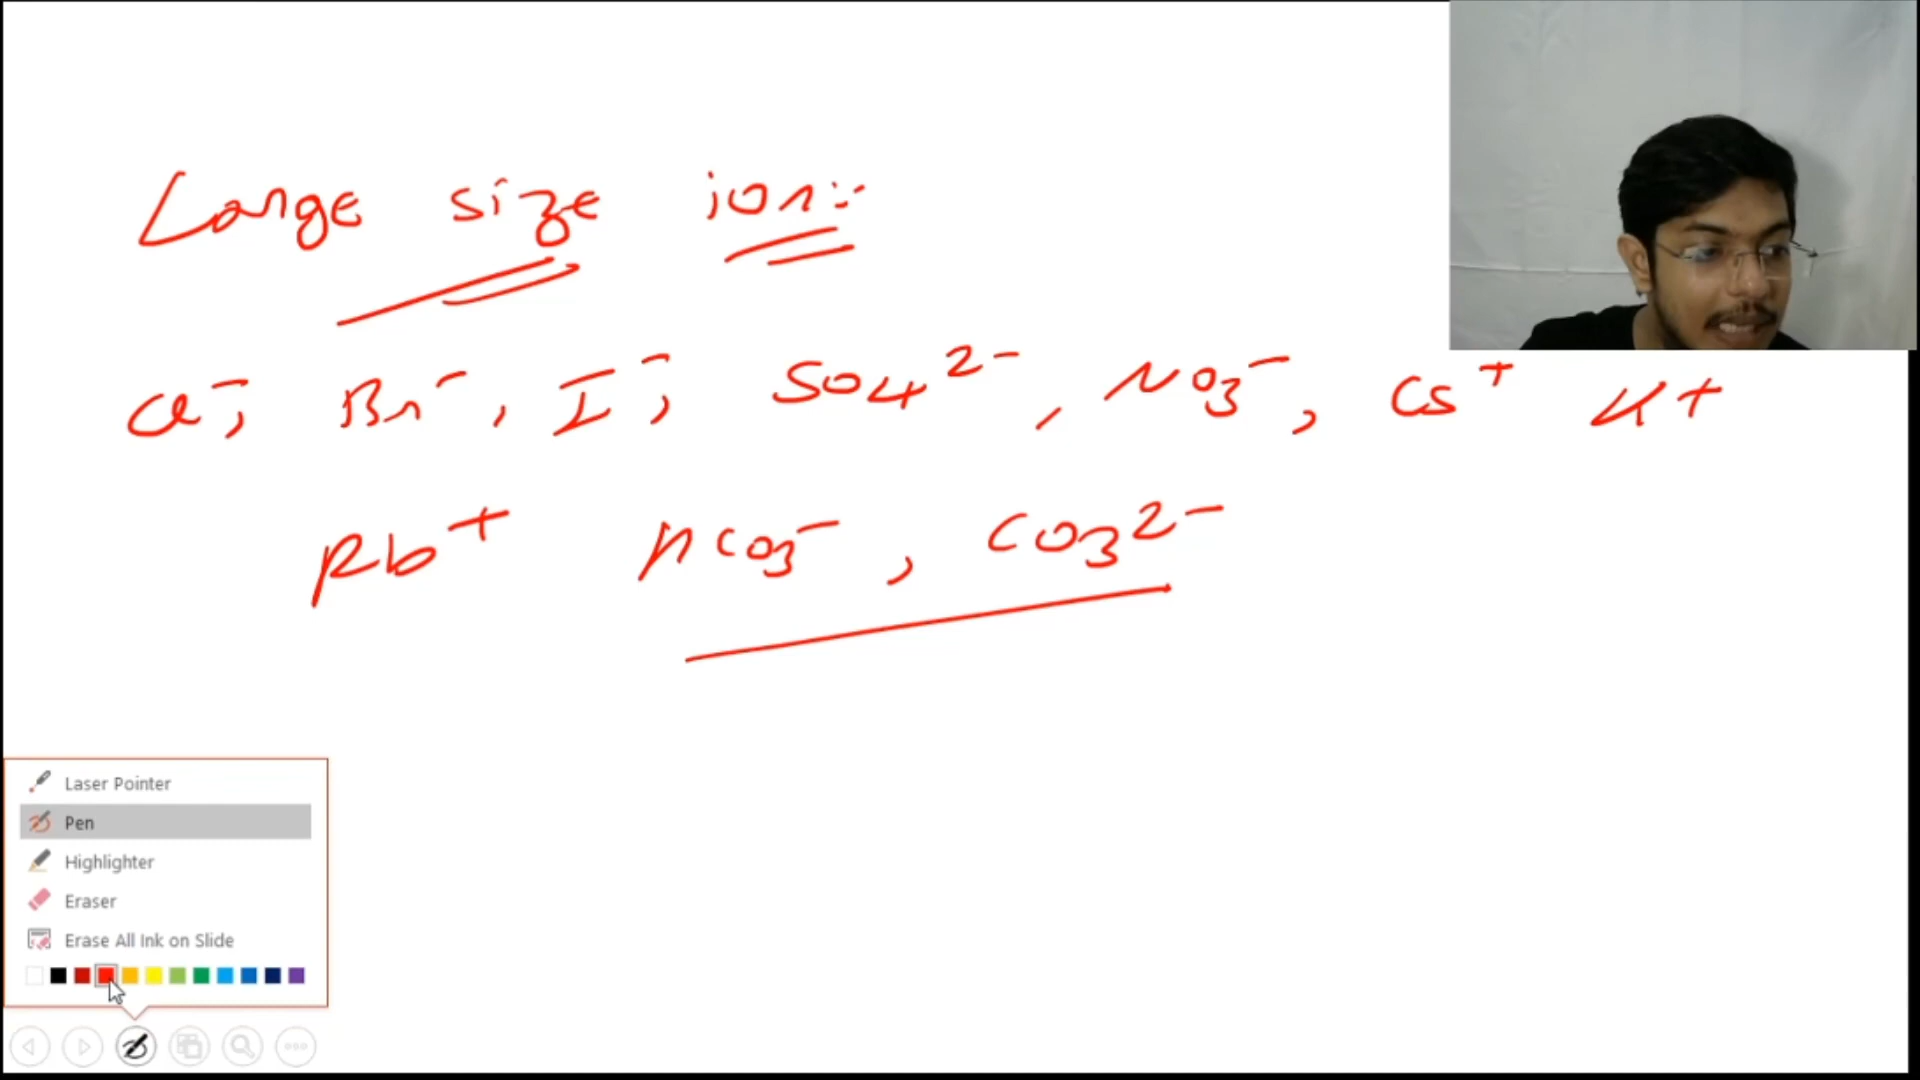 Large size ion:-
Cl⁻, Br⁻, I⁻, SO4²⁻, NO3⁻, Cs⁺ K⁺
Rb⁺ HCO3⁻, CO3²⁻
Laser Pointer
Pen
Highlighter
Eraser
Erase All Ink on Slide